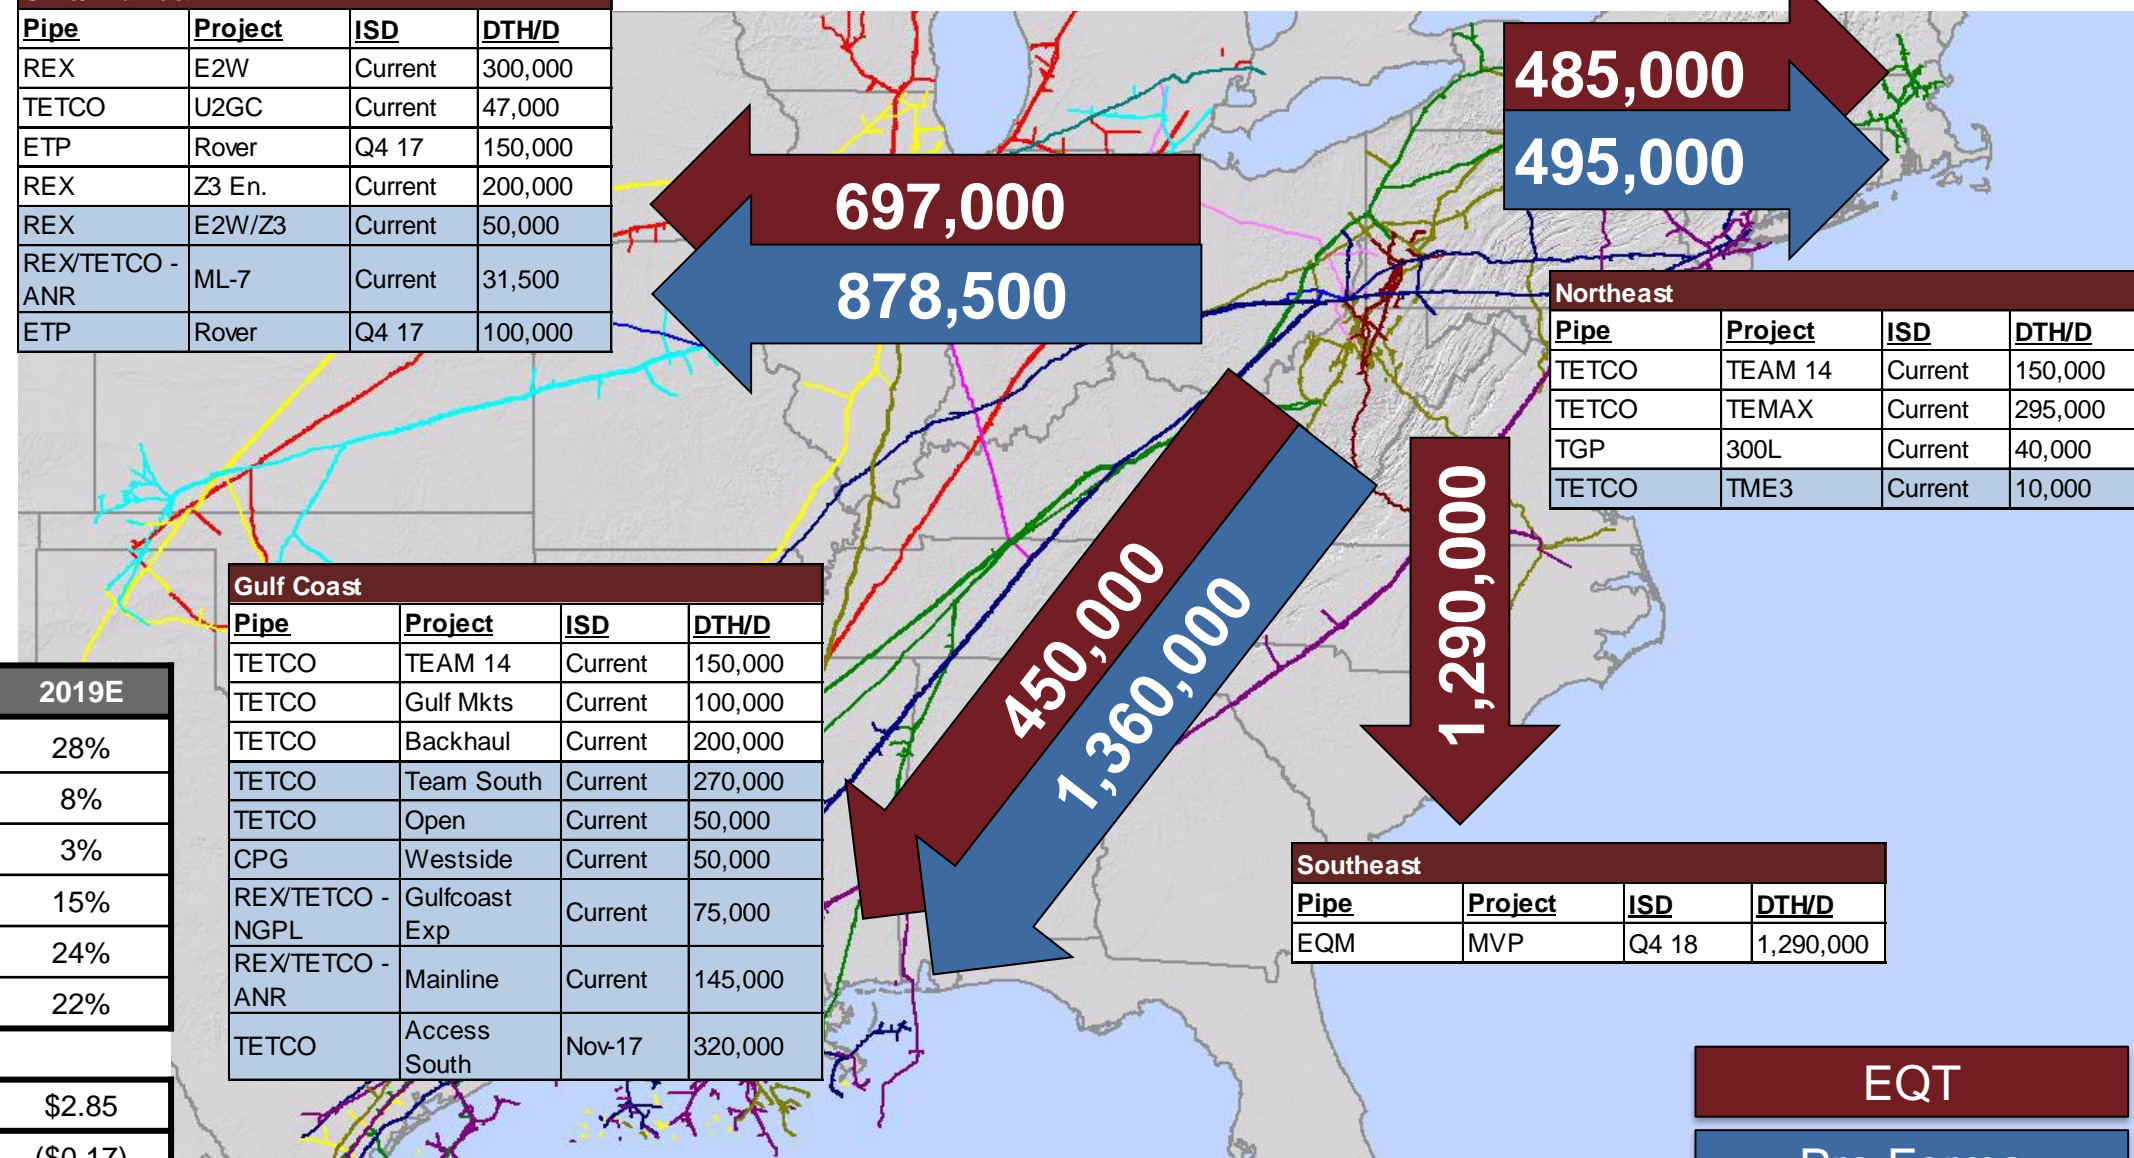 Pipe Project ISD DTH/D
REX E2W Current 300,000
TETCO U2GC Current 47,000
ETP Rover Q4 17 150,000
REX Z3 En. Current 200,000
REX E2W/Z3 Current 50,000
REX/TETCO -
ANR ML-7 Current 31,500
ETP Rover Q4 17 100,000
697,000
878,500
485,000
495,000
Northeast
Pipe Project ISD DTH/D
TETCO TEAM 14 Current 150,000
TETCO TEMAX Current 295,000
TGP 300L Current 40,000
TETCO TME3 Current 10,000
450,000
1,360,000
1,290,000
Gulf Coast
Pipe Project ISD DTH/D
TETCO TEAM 14 Current 150,000
TETCO Gulf Mkts Current 100,000
TETCO Backhaul Current 200,000
TETCO Team South Current 270,000
TETCO Open Current 50,000
CPG Westside Current 50,000
REX/TETCO - Gulfcoast
NGPL Exp Current 75,000
REX/TETCO -
ANR Mainline Current 145,000
TETCO Access
South Nov-17 320,000
2019E
28%
8%
3%
15%
24%
22%
$2.85
($0.17)
Southeast
Pipe Project ISD DTH/D
EQM MVP Q4 18 1,290,000
EQT
Pro Forma